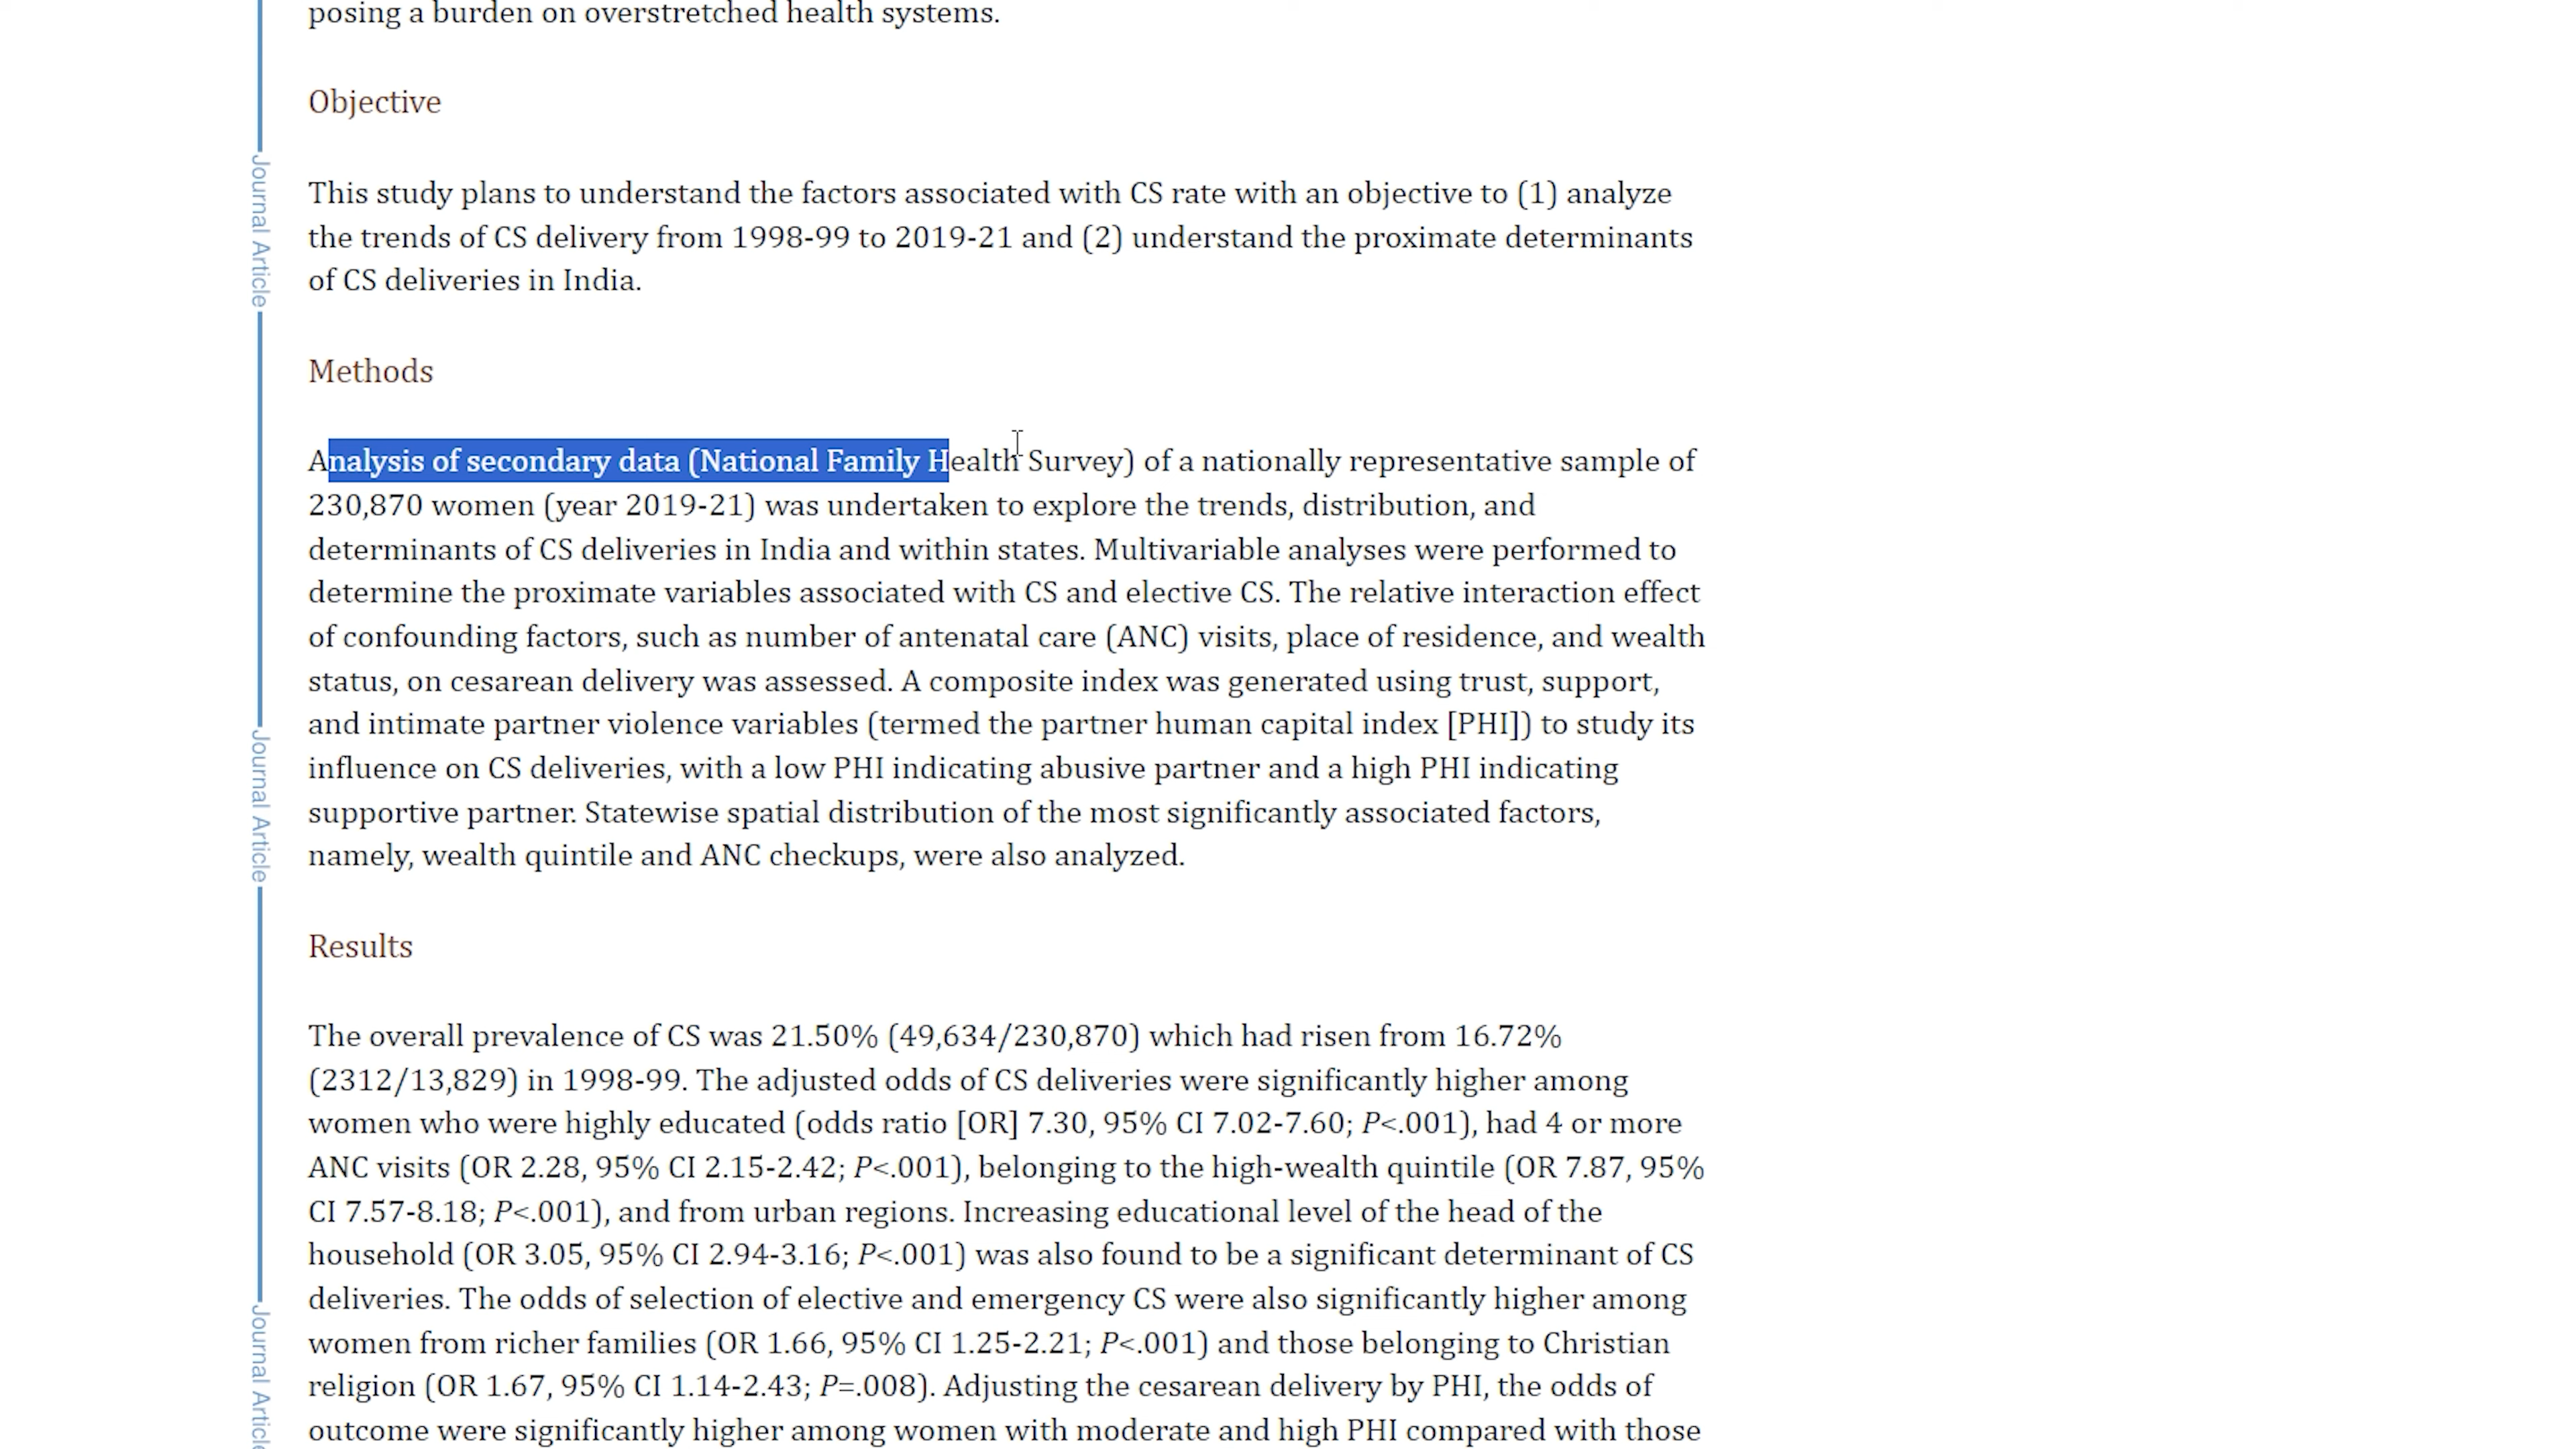 posing a burden on overstretched health systems.
Objective
This study plans to understand the factors associated with CS rate with an objective to (1) analyze
the trends of CS delivery from 1998-99 to 2019-21 and (2) understand the proximate determinants
of CS deliveries in India.
Methods
Analysis of secondary data (National Family Health Survey) of a nationally representative sample of
230,870 women (year 2019-21) was undertaken to explore the trends, distribution, and
determinants of CS deliveries in India and within states. Multivariable analyses were performed to
determine the proximate variables associated with CS and elective CS. The relative interaction effect
of confounding factors, such as number of antenatal care (ANC) visits, place of residence, and wealth
status, on cesarean delivery was assessed. A composite index was generated using trust, support,
and intimate partner violence variables (termed the partner human capital index [PHI]) to study its
influence on CS deliveries, with a low PHI indicating abusive partner and a high PHI indicating
supportive partner. Statewise spatial distribution of the most significantly associated factors,
namely, wealth quintile and ANC checkups, were also analyzed.
Results
The overall prevalence of CS was 21.50% (49,634/230,870) which had risen from 16.72%
(2312/13,829) in 1998-99. The adjusted odds of CS deliveries were significantly higher among
women who were highly educated (odds ratio [OR] 7.30, 95% CI 7.02-7.60; P<.001), had 4 or more
ANC visits (OR 2.28, 95% CI 2.15-2.42; P<.001), belonging to the high-wealth quintile (OR 7.87, 95%
CI 7.57-8.18; P<.001), and from urban regions. Increasing educational level of the head of the
household (OR 3.05, 95% CI 2.94-3.16; P<.001) was also found to be a significant determinant of CS
deliveries. The odds of selection of elective and emergency CS were also significantly higher among
women from richer families (OR 1.66, 95% CI 1.25-2.21; P<.001) and those belonging to Christian
religion (OR 1.67, 95% CI 1.14-2.43; P=.008). Adjusting the cesarean delivery by PHI, the odds of
outcome were significantly higher among women with moderate and high PHI compared with those
Journal Article
Journal Article
Journal Article